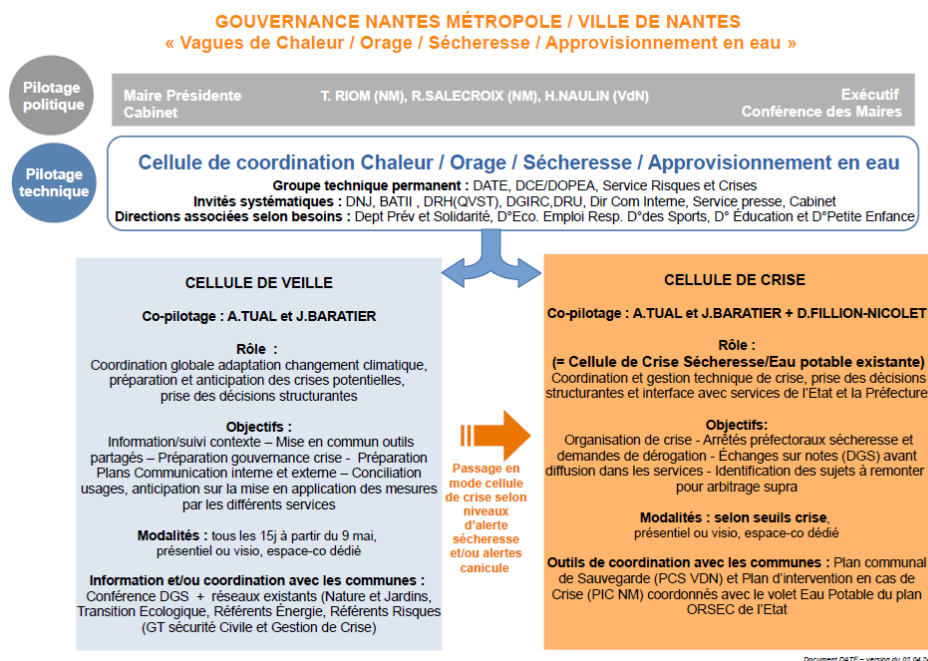 GOUVERNANCE NANTES MÉTROPOLE / VILLE DE NANTES
« Vagues de Chaleur / Orage / Sécheresse / Approvisionnement en eau »
Pilotage
politique
Maire Présidente
Cabinet
T. RIOM (NM), R.SALECROIX (NM), H.NAULIN (VdN)
Exécutif
Conférence des Maires
Pilotage
technique
Cellule de coordination Chaleur / Orage / Sécheresse / Approvisionnement en eau
Groupe technique permanent : DATE, DCE/DOPEA, Service Risques et Crises
Invités systématiques : DNJ, BATII , DRH(QVST), DGIRC,DRU, Dir Com Interne, Service presse, Cabinet
Directions associées selon besoins : Dept Prév et Solidarité, D°Eco. Emploi Resp. D°des Sports, D° Éducation et D°Petite Enfance
CELLULE DE VEILLE
Co-pilotage : A.TUAL et J.BARATIER
Rôle :
Coordination globale adaptation changement climatique,
préparation et anticipation des crises potentielles,
prise des décisions structurantes
Objectifs :
Information/suivi contexte – Mise en commun outils
partagés – Préparation gouvernance crise - Préparation
Plans Communication interne et externe – Conciliation
usages, anticipation sur la mise en application des mesures
par les différents services
Modalités : tous les 15j à partir du 9 mai,
présentiel ou visio, espace-co dédié
Information et/ou coordination avec les communes :
Conférence DGS + réseaux existants (Nature et Jardins,
Transition Ecologique, Référents Énergie, Référents Risques
(GT sécurité Civile et Gestion de Crise)
Passage en
mode cellule
de crise selon
niveaux
d'alerte
sécheresse
et/ou alertes
canicule
CELLULE DE CRISE
Co-pilotage : A.TUAL et J.BARATIER + D.FILLION-NICOLET
Rôle :
(= Cellule de Crise Sécheresse/Eau potable existante)
Coordination et gestion technique de crise, prise des décisions
structurantes et interface avec services de l'Etat et la Préfecture
Objectifs:
Organisation de crise - Arrêtés préfectoraux sécheresse et
demandes de dérogation - Échanges sur notes (DGS) avant
diffusion dans les services - Identification des sujets à remonter
pour arbitrage supra
Modalités : selon seuils crise,
présentiel ou visio, espace-co dédié
Outils de coordination avec les communes : Plan communal
de Sauvegarde (PCS VDN) et Plan d'intervention en cas de
Crise (PIC NM) coordonnés avec le volet Eau Potable du plan
ORSEC de l'Etat
Document DATE – version du 02.04.24